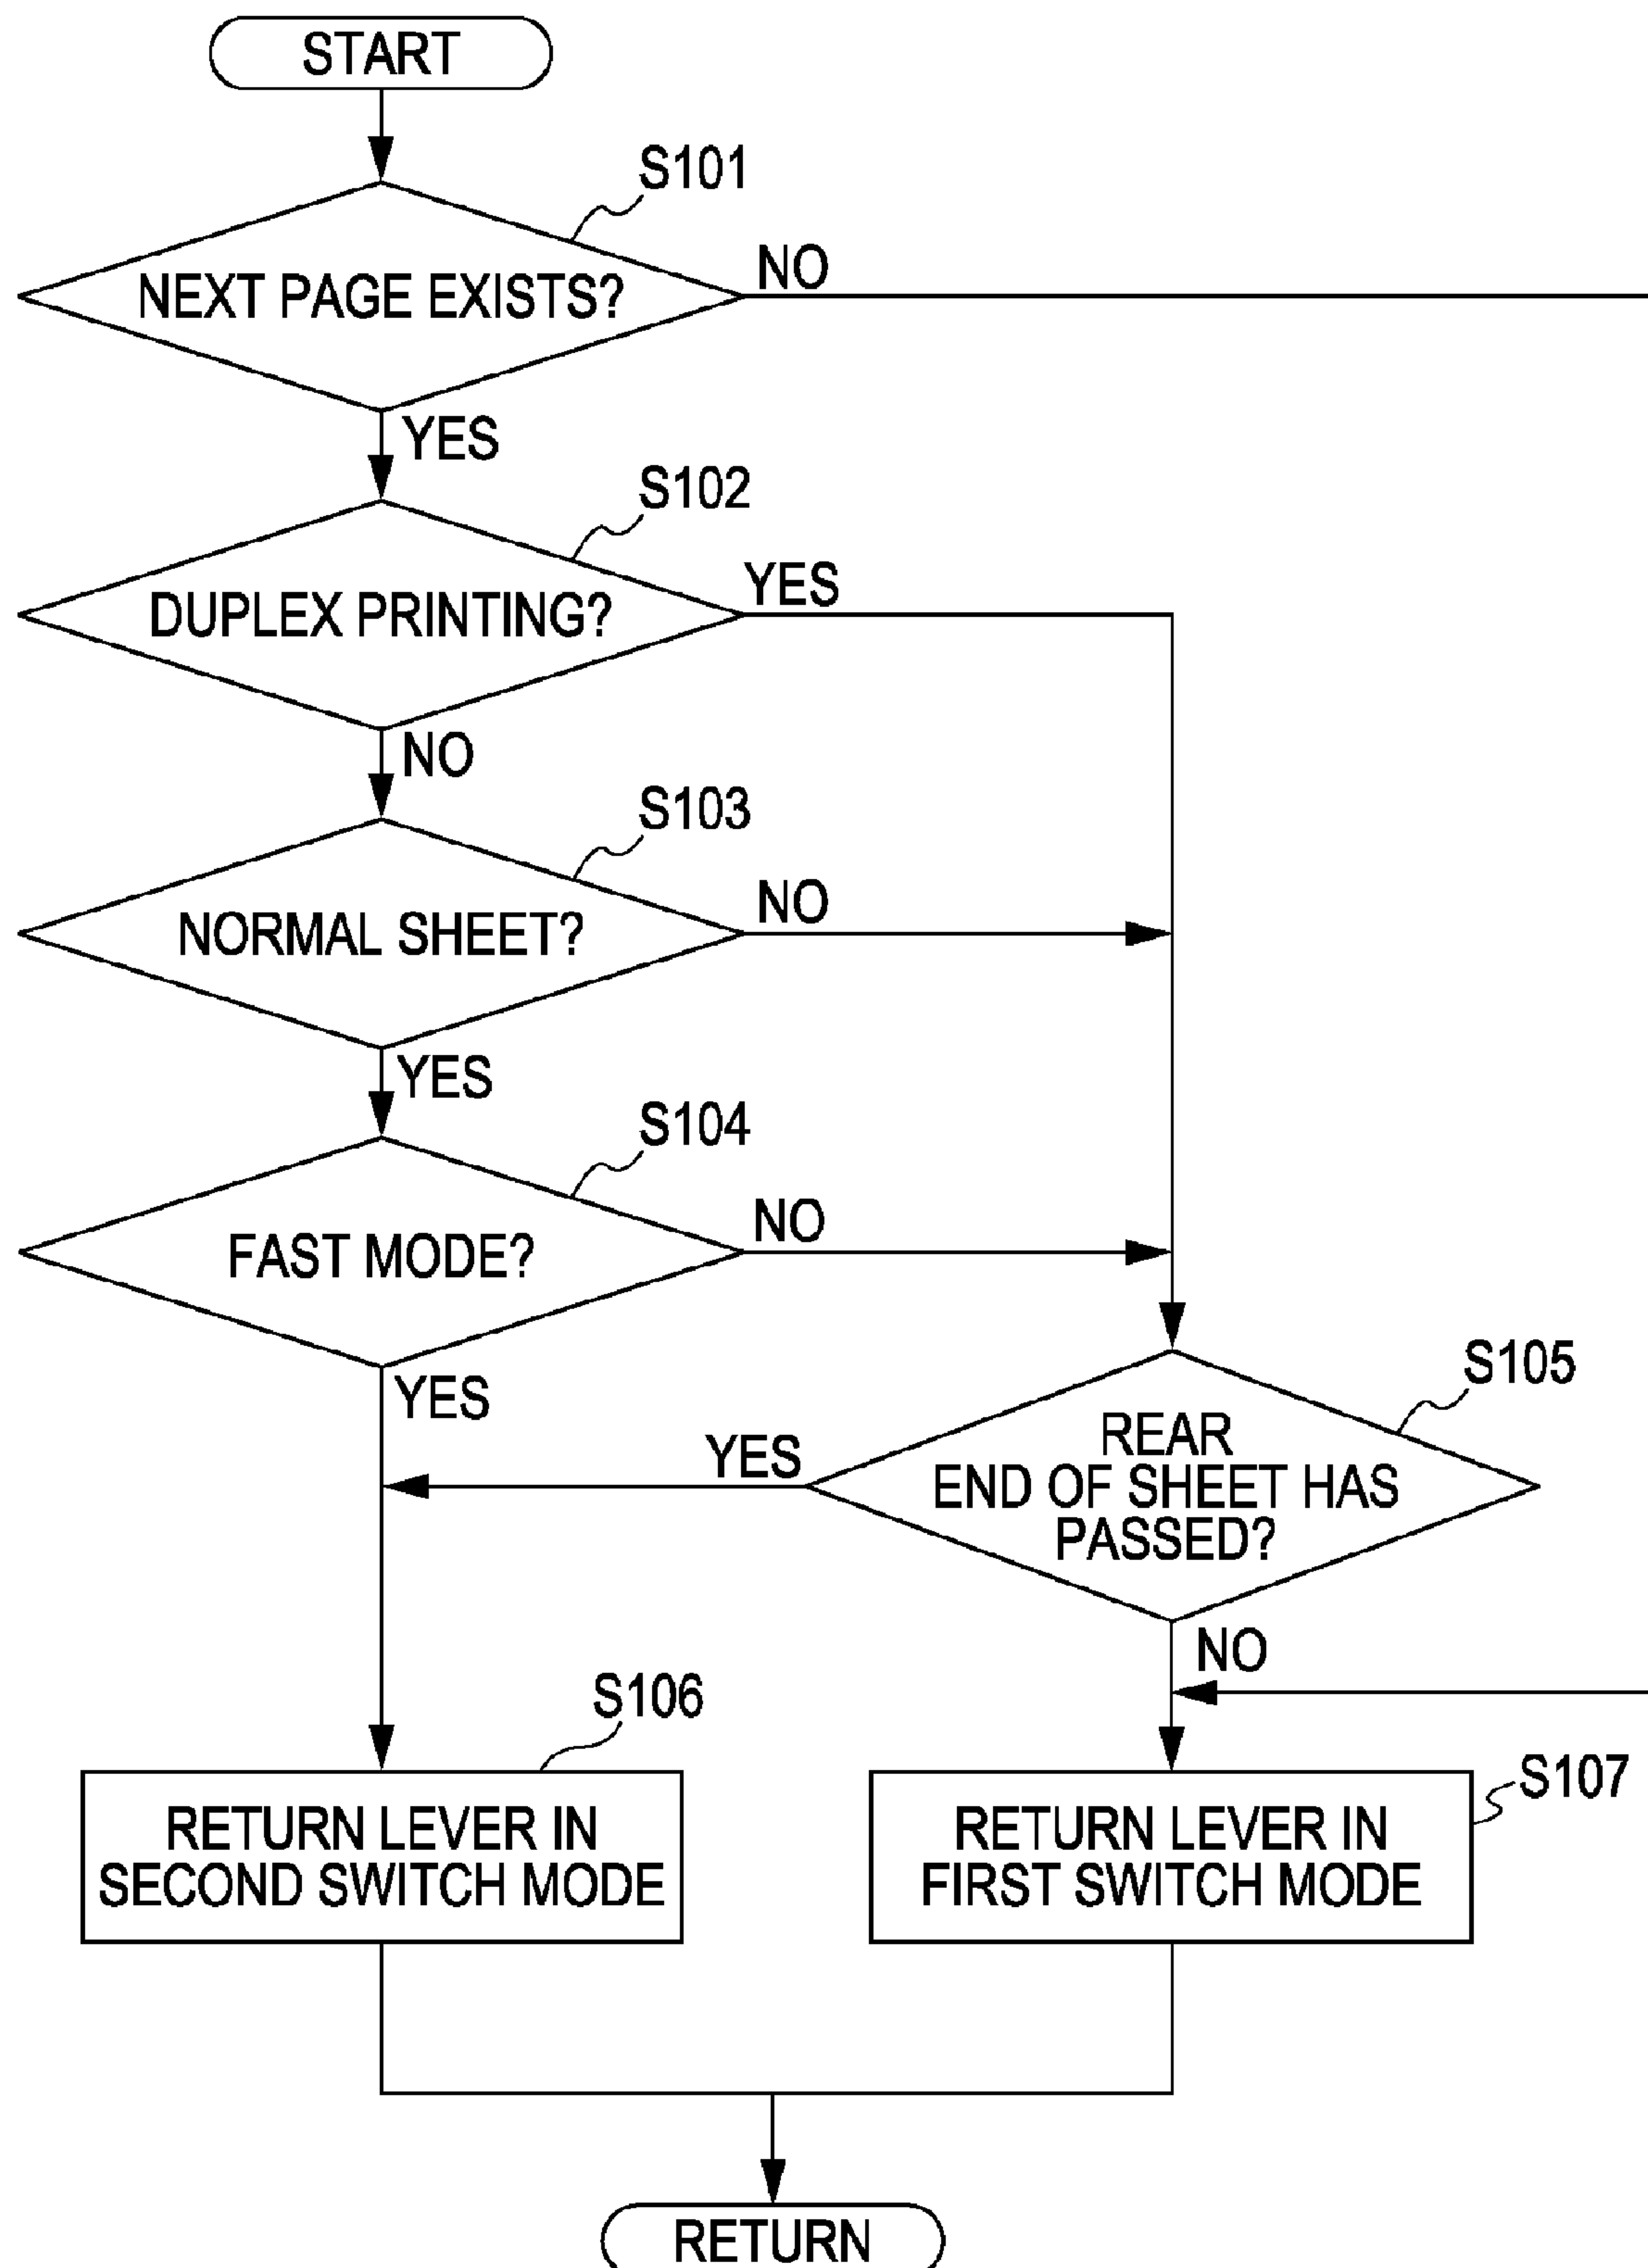 START
S101
NEXT PAGE EXISTS?
NO
YES
S102
DUPLEX PRINTING?
YES
NO
S103
NORMAL SHEET?
NO
YES
S104
FAST MODE?
NO
YES
S105
REAR
END OF SHEET HAS
PASSED?
YES
NO
S106
RETURN LEVER IN
SECOND SWITCH MODE
S107
RETURN LEVER IN
FIRST SWITCH MODE
RETURN